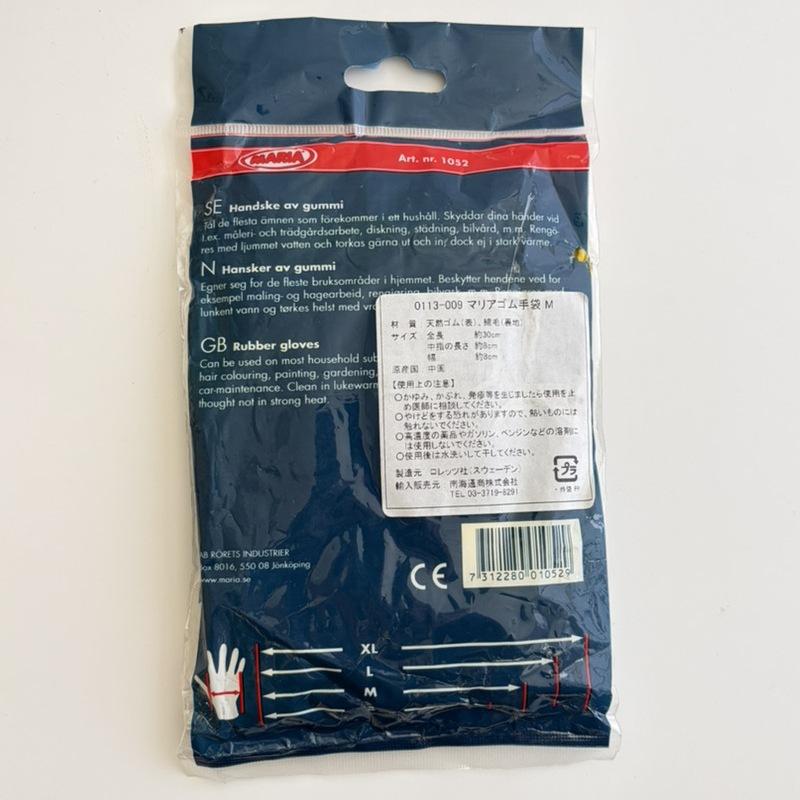 MARIA
Art. nr. 1052
SE Handske av gummi
Tål de flesta ämnen som förekommer i ett hushåll. Skyddar dina händer vid
t.ex. måleri- och trädgårdsarbete, diskning, städning, bilvård, m.m. Rengö-
res med ljummet vatten och torkas gärna ut och in, dock ej i stark värme.
N Hansker av gummi
Egner seg for de fleste bruksområder i hjemmet. Beskytter hendene ved for
eksempel maling- og hagearbeid, rengjøring, bilvask, m.m. Rengjøres med
lunkent vann og tørkes helst med
GB Rubber gloves
Can be used on most household
hair colouring, painting, gardening,
car-maintenance. Clean in lukewarm
thought not in strong heat.
0113-009 マリアゴム手袋 M
材 質 天然ゴム(表)、綿毛(裏地)
サイズ 全長 約30cm
中指の長さ 約8cm
幅 約8cm
原産国 中国
【使用上の注意】
○かゆみ、かぶれ、発疹等を生じましたら使用を止
め医師に相談してください。
○やけどをする恐れがありますので、熱いものには
触れないでください。
○高濃度の薬品やガソリン、ベンジンなどの溶剤に
は使用しないでください。
○使用後は水洗いして干してください。
製造元 ロレッツ社(スウェーデン)
輸入販売元 南海通商株式会社
TEL 03-3719-8291
プラ
・外袋
AB RÖRETS INDUSTRIER
Box 8016, 550 08 Jönköping
www.maria.se
CE
7 312280 010529
XL
L
M